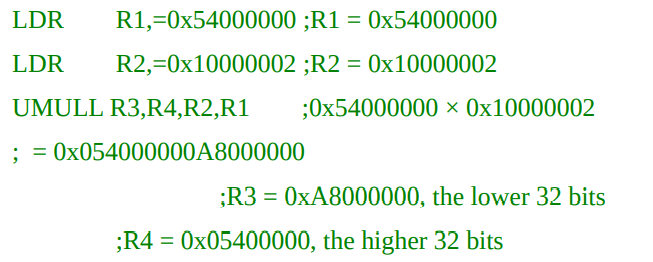 LDR R1,=0x54000000 ;R1 = 0x54000000
LDR R2,=0x10000002 ;R2 = 0x10000002
UMULL R3,R4,R2,R1 ;0x54000000 × 0x10000002
; = 0x054000000A8000000
;R3 = 0xA8000000, the lower 32 bits
;R4 = 0x05400000, the higher 32 bits